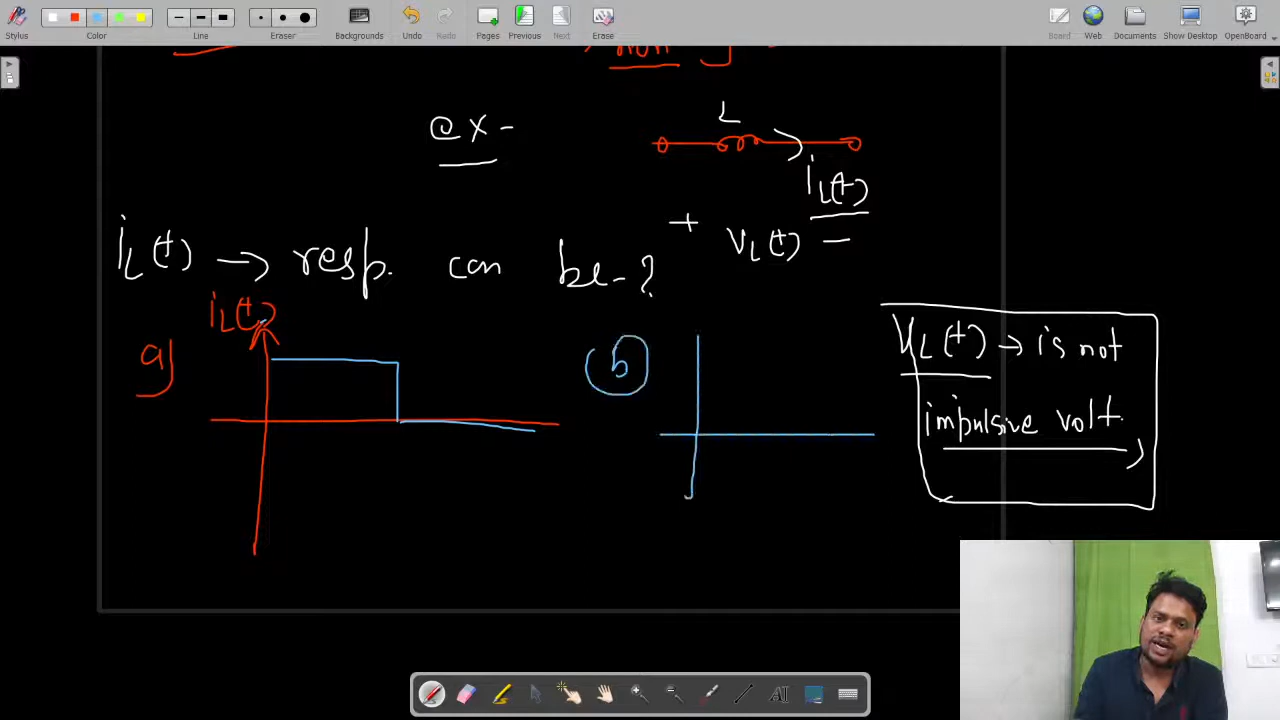 Stylus
Color
Line
Eraser
Backgrounds
Undo
Redo
Pages
Previous
Next
Erase
Board
Web
Documents
Show Desktop
OpenBoard
ex -
L
iL(t)
+ VL(t) -
iL(t) → resp. can be - ?
iL(t)
a)
b
VL(t) → is not
impulsive volt.